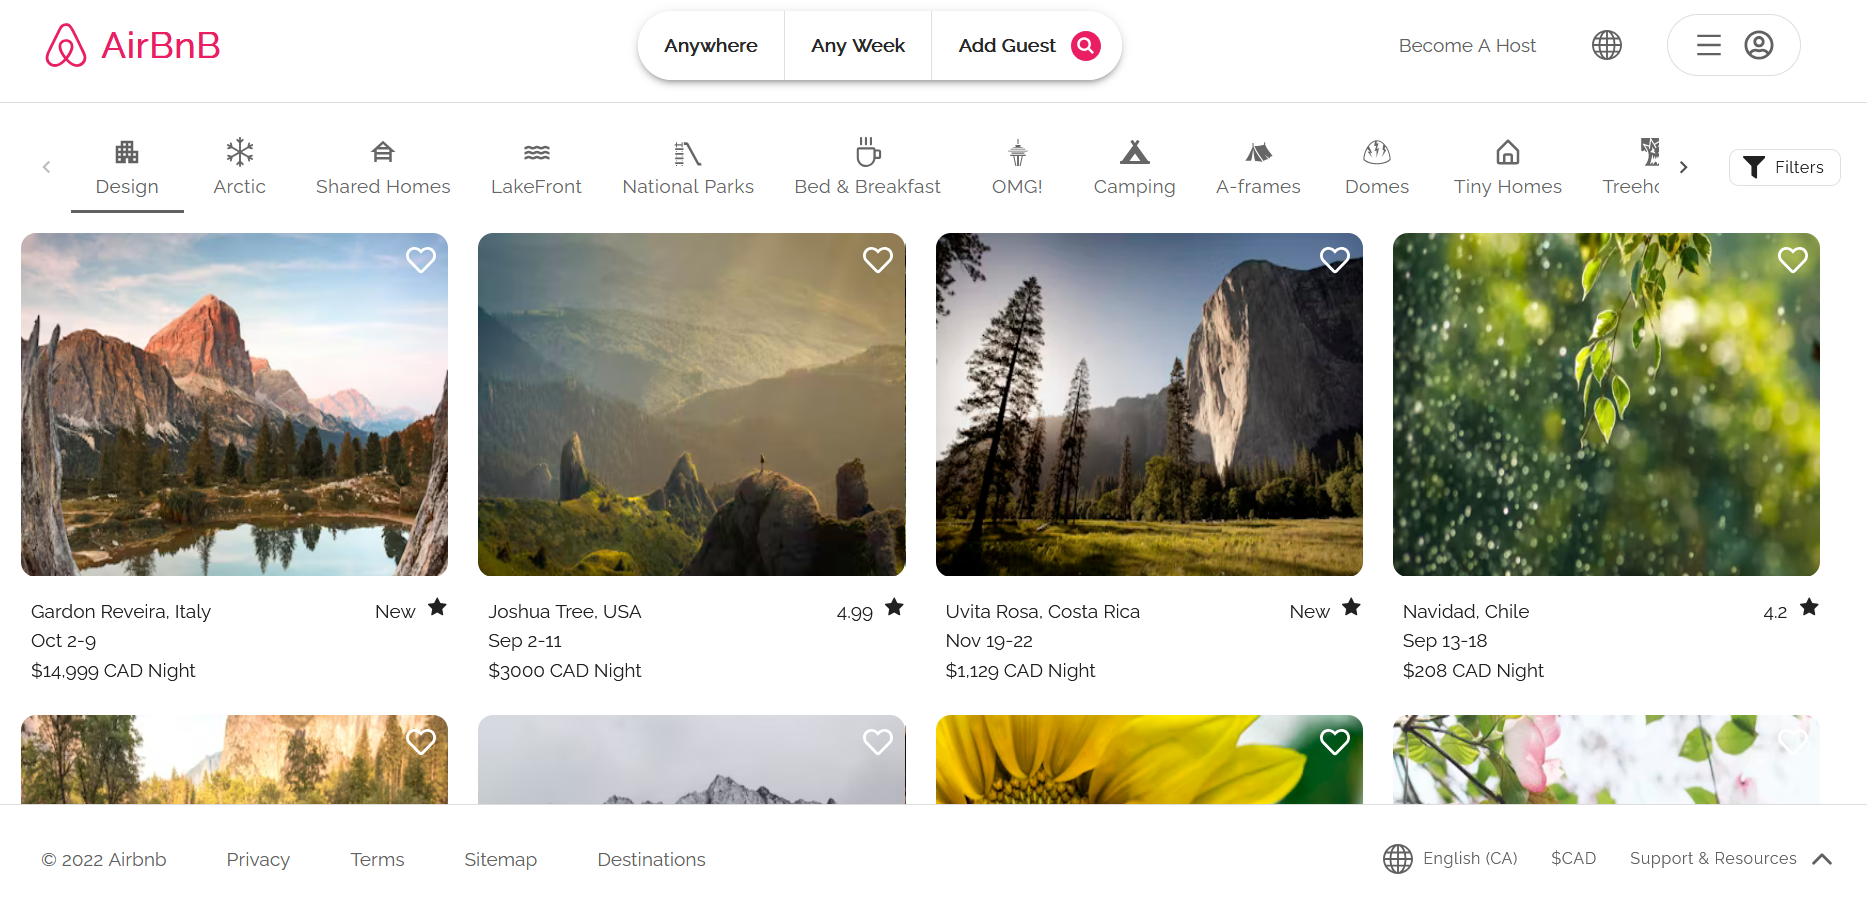 AirBnB
Anywhere
Any Week
Add Guest
Become A Host
Design
Arctic
Shared Homes
LakeFront
National Parks
Bed & Breakfast
OMG!
Camping
A-frames
Domes
Tiny Homes
Filters
Gardon Reveira, Italy New
Oct 2-9
$14,999 CAD Night
Joshua Tree, USA 4.99
Sep 2-11
$3000 CAD Night
Uvita Rosa, Costa Rica New
Nov 19-22
$1,129 CAD Night
Navidad, Chile 4.2
Sep 13-18
$208 CAD Night
© 2022 Airbnb
Privacy
Terms
Sitemap
Destinations
English (CA)
$CAD
Support & Resources